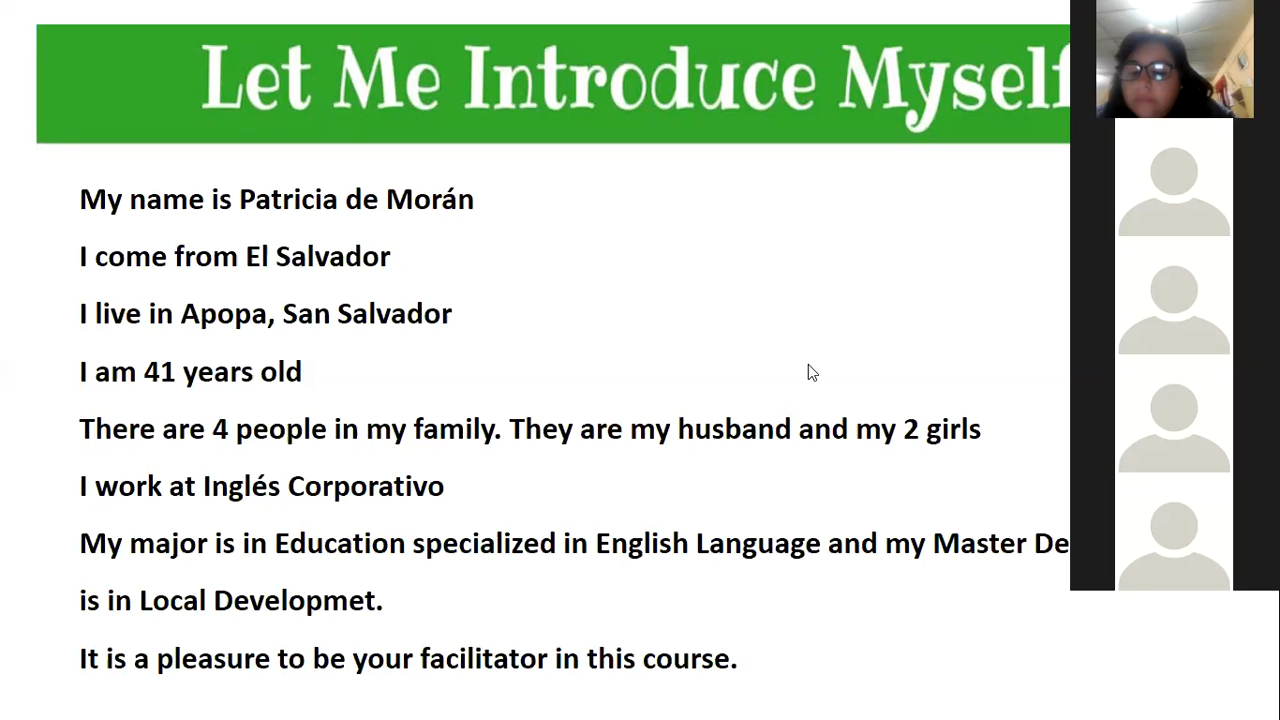 Let Me Introduce Myself
My name is Patricia de Morán
I come from El Salvador
I live in Apopa, San Salvador
I am 41 years old
There are 4 people in my family. They are my husband and my 2 girls
I work at Inglés Corporativo
My major is in Education specialized in English Language and my Master
is in Local Developmet.
It is a pleasure to be your facilitator in this course.